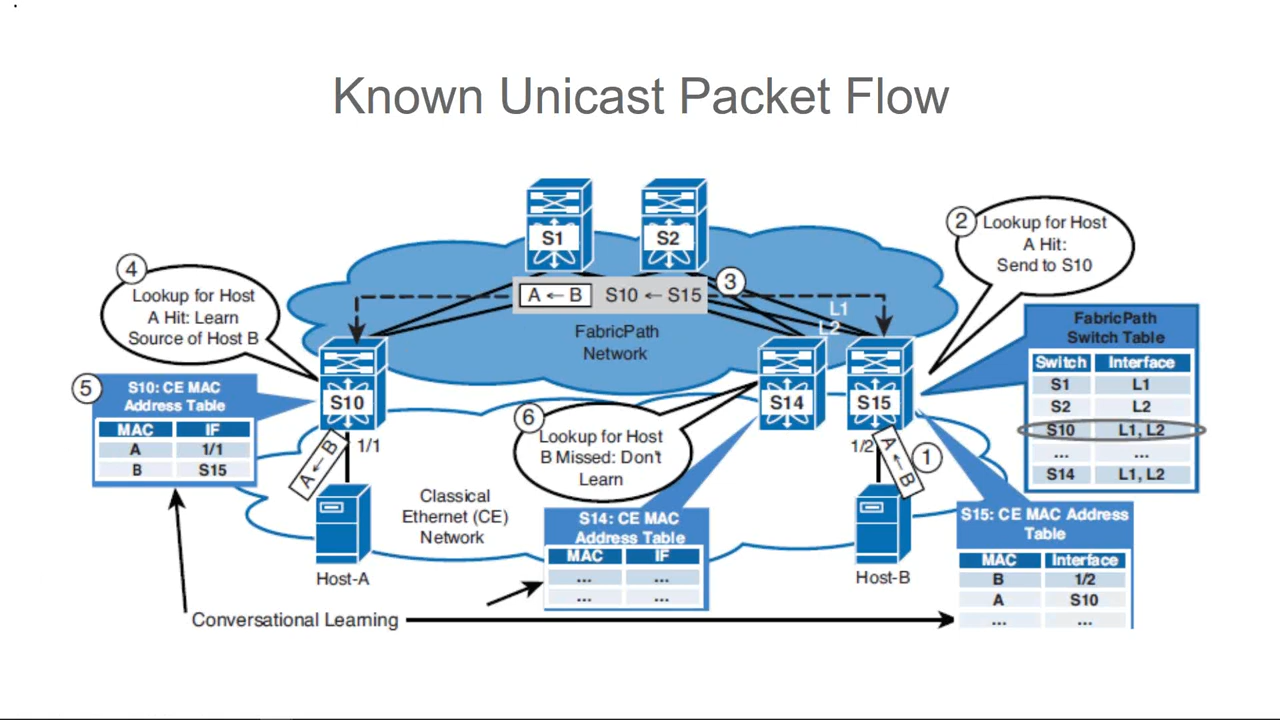 Known Unicast Packet Flow
S1
S2
2
Lookup for Host
A Hit:
Send to S10
4
Lookup for Host
A Hit: Learn
Source of Host B
3
A ← B
S10 ← S15
L1
L2
FabricPath
Network
FabricPath
Switch Table
Switch Interface
S1 L1
S2 L2
S10 L1, L2
... ...
S14 L1, L2
5
S10: CE MAC
Address Table
MAC IF
A 1/1
B S15
S10
S14
S15
1/1
1/2
A ← B
A ← B
1
6
Lookup for Host
B Missed: Don't
Learn
Classical
Ethernet (CE)
Network
Host-A
Host-B
S14: CE MAC
Address Table
MAC IF
... ...
... ...
S15: CE MAC Address
Table
MAC Interface
B 1/2
A S10
... ...
Conversational Learning